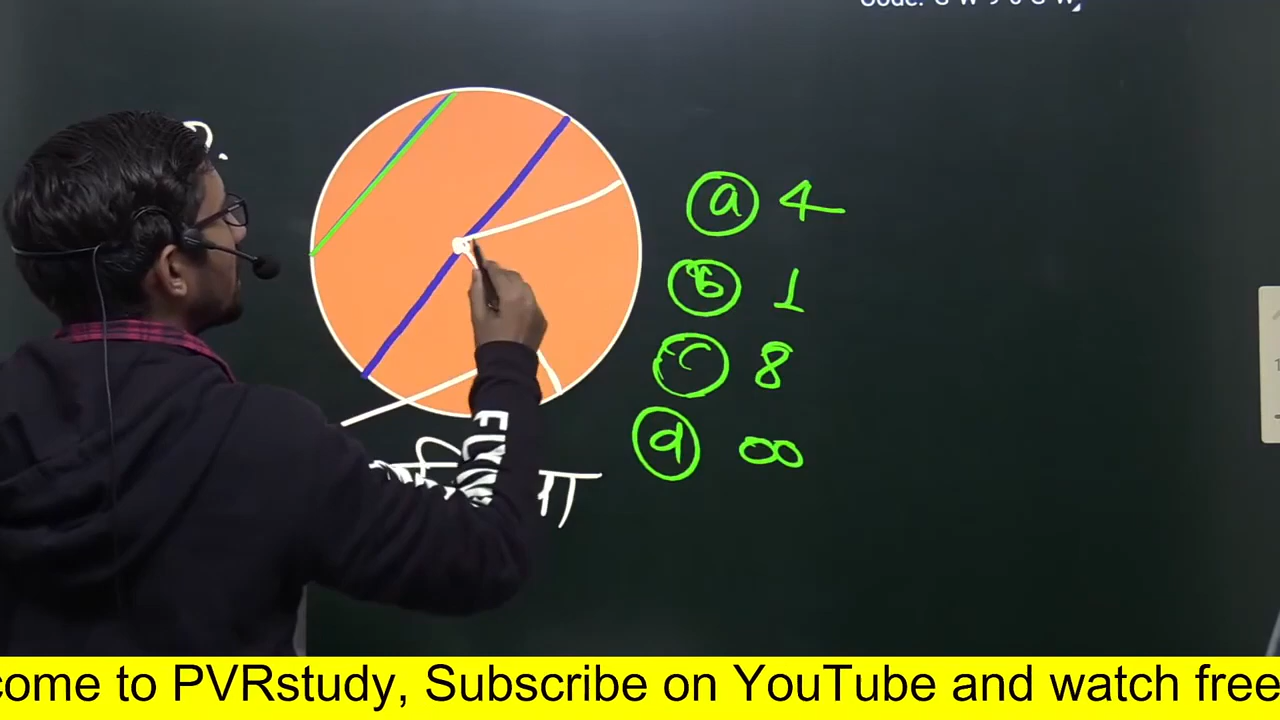 a 4
b 1
c 8
d ∞
come to PVRstudy, Subscribe on YouTube and watch free